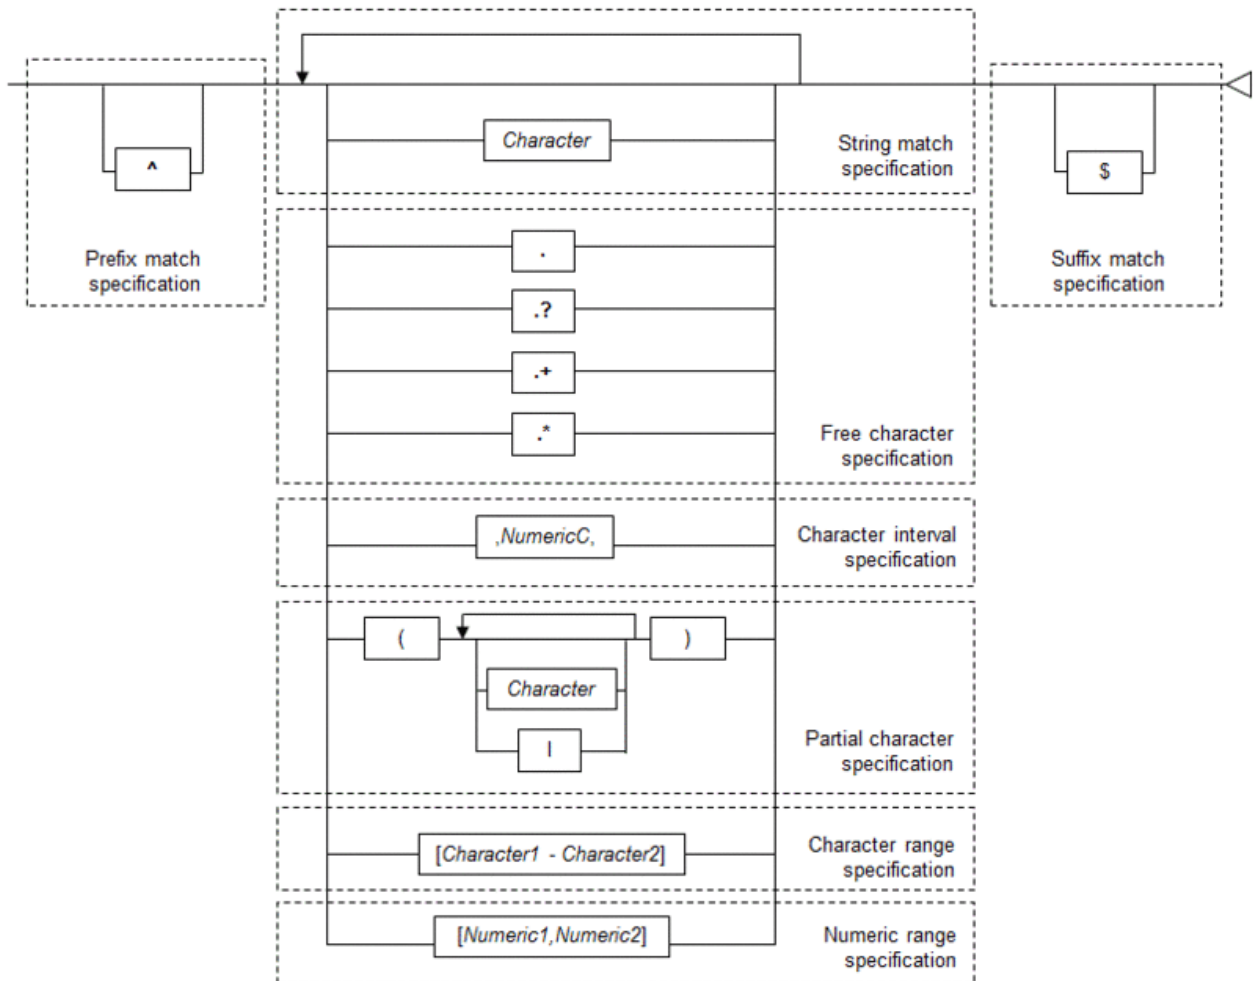 Character
String match
specification
^
$
Prefix match
specification
Suffix match
specification
.
.?
.+
.*
Free character
specification
,NumericC,
Character interval
specification
(
)
Character
|
Partial character
specification
[Character1 - Character2]
Character range
specification
[Numeric1,Numeric2]
Numeric range
specification